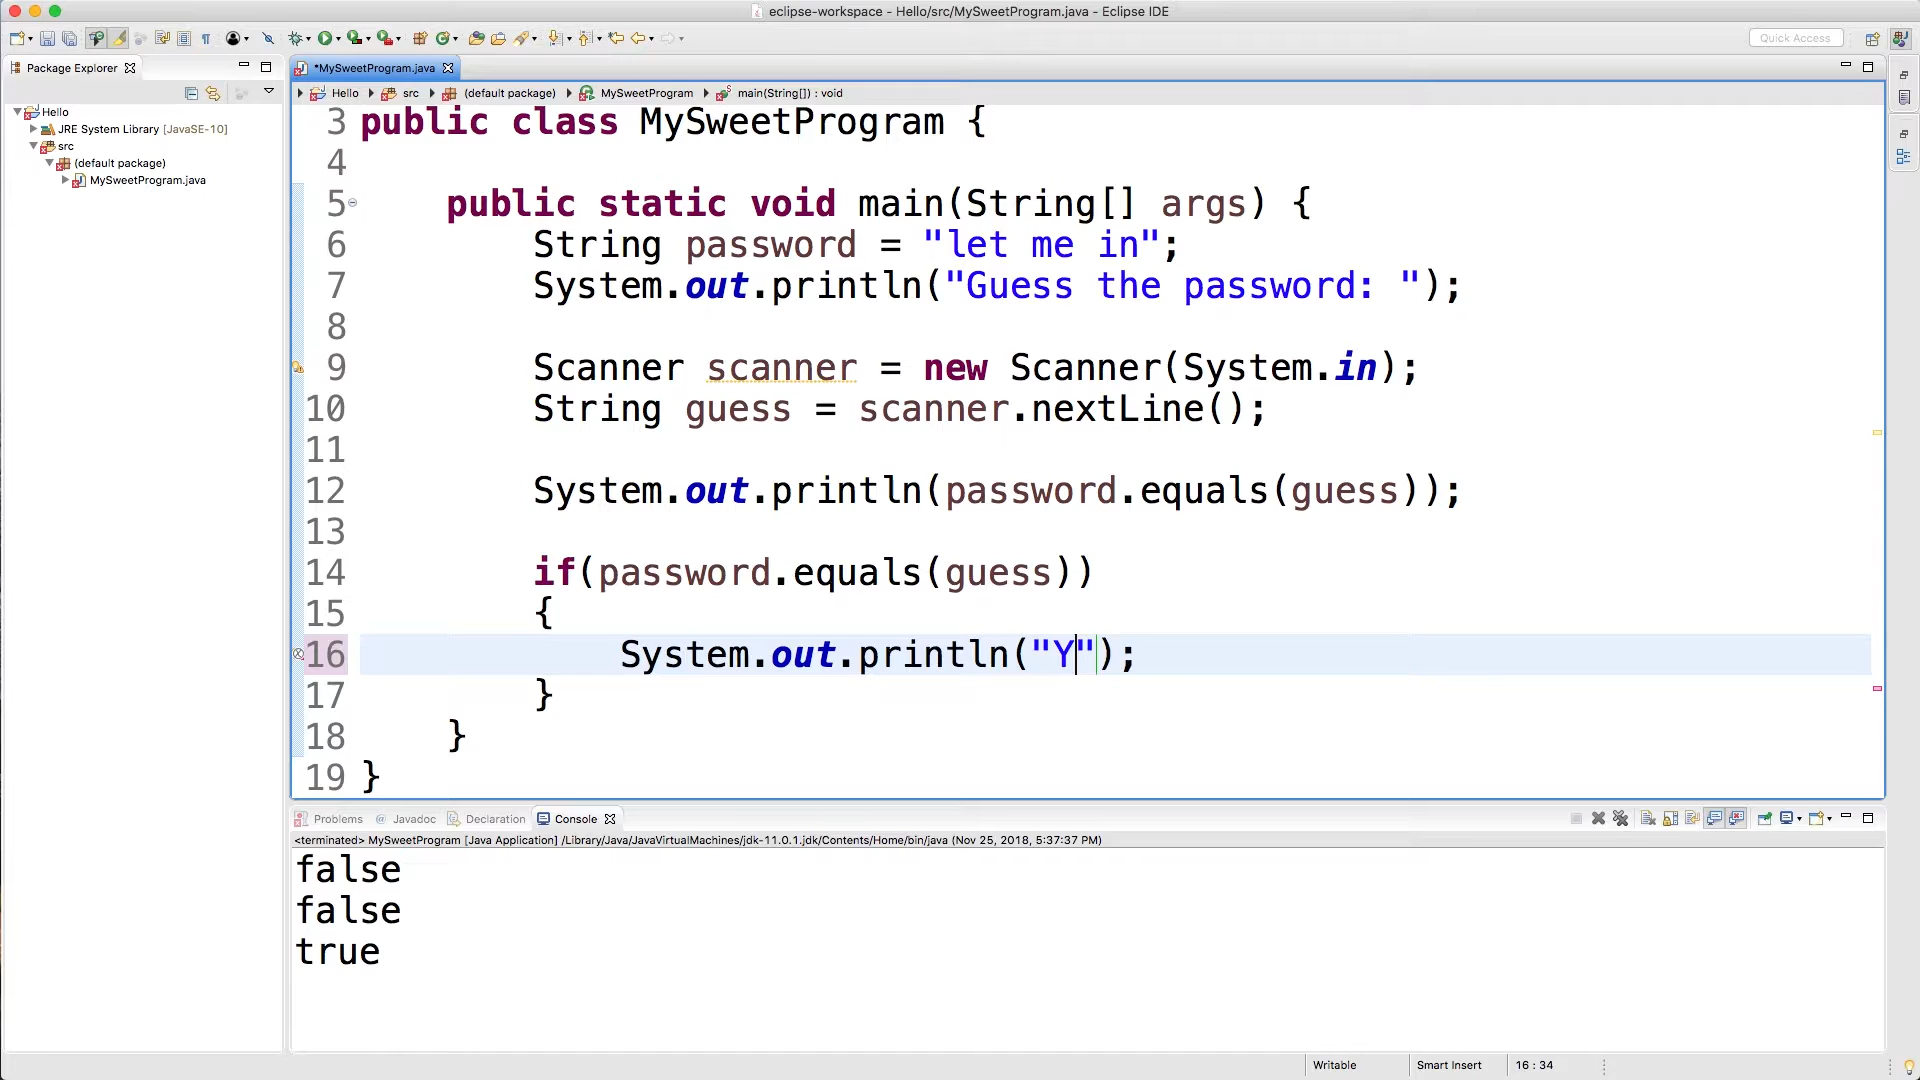 eclipse-workspace - Hello/src/MySweetProgram.java - Eclipse IDE
Quick Access
Package Explorer
*MySweetProgram.java
Hello
src
(default package)
MySweetProgram
main(String[]) : void
Hello
JRE System Library [JavaSE-10]
src
(default package)
MySweetProgram.java
3 public class MySweetProgram {
4
5 public static void main(String[] args) {
6 String password = "let me in";
7 System.out.println("Guess the password: ");
8
9 Scanner scanner = new Scanner(System.in);
10 String guess = scanner.nextLine();
11
12 System.out.println(password.equals(guess));
13
14 if(password.equals(guess))
15 {
16 System.out.println("Y");
17 }
18 }
19 }
Problems @ Javadoc Declaration Console
<terminated> MySweetProgram [Java Application] /Library/Java/JavaVirtualMachines/jdk-11.0.1.jdk/Contents/Home/bin/java (Nov 25, 2018, 5:37:37 PM)
false
false
true
Writable Smart Insert 16 : 34